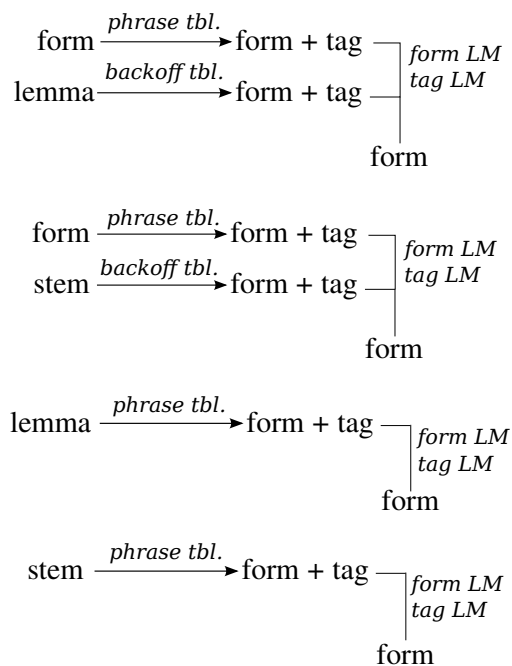 form phrase tbl. form + tag form LM
lemma backoff tbl. form + tag tag LM
form
form phrase tbl. form + tag form LM
stem backoff tbl. form + tag tag LM
form
lemma phrase tbl. form + tag form LM
tag LM
form
stem phrase tbl. form + tag form LM
tag LM
form